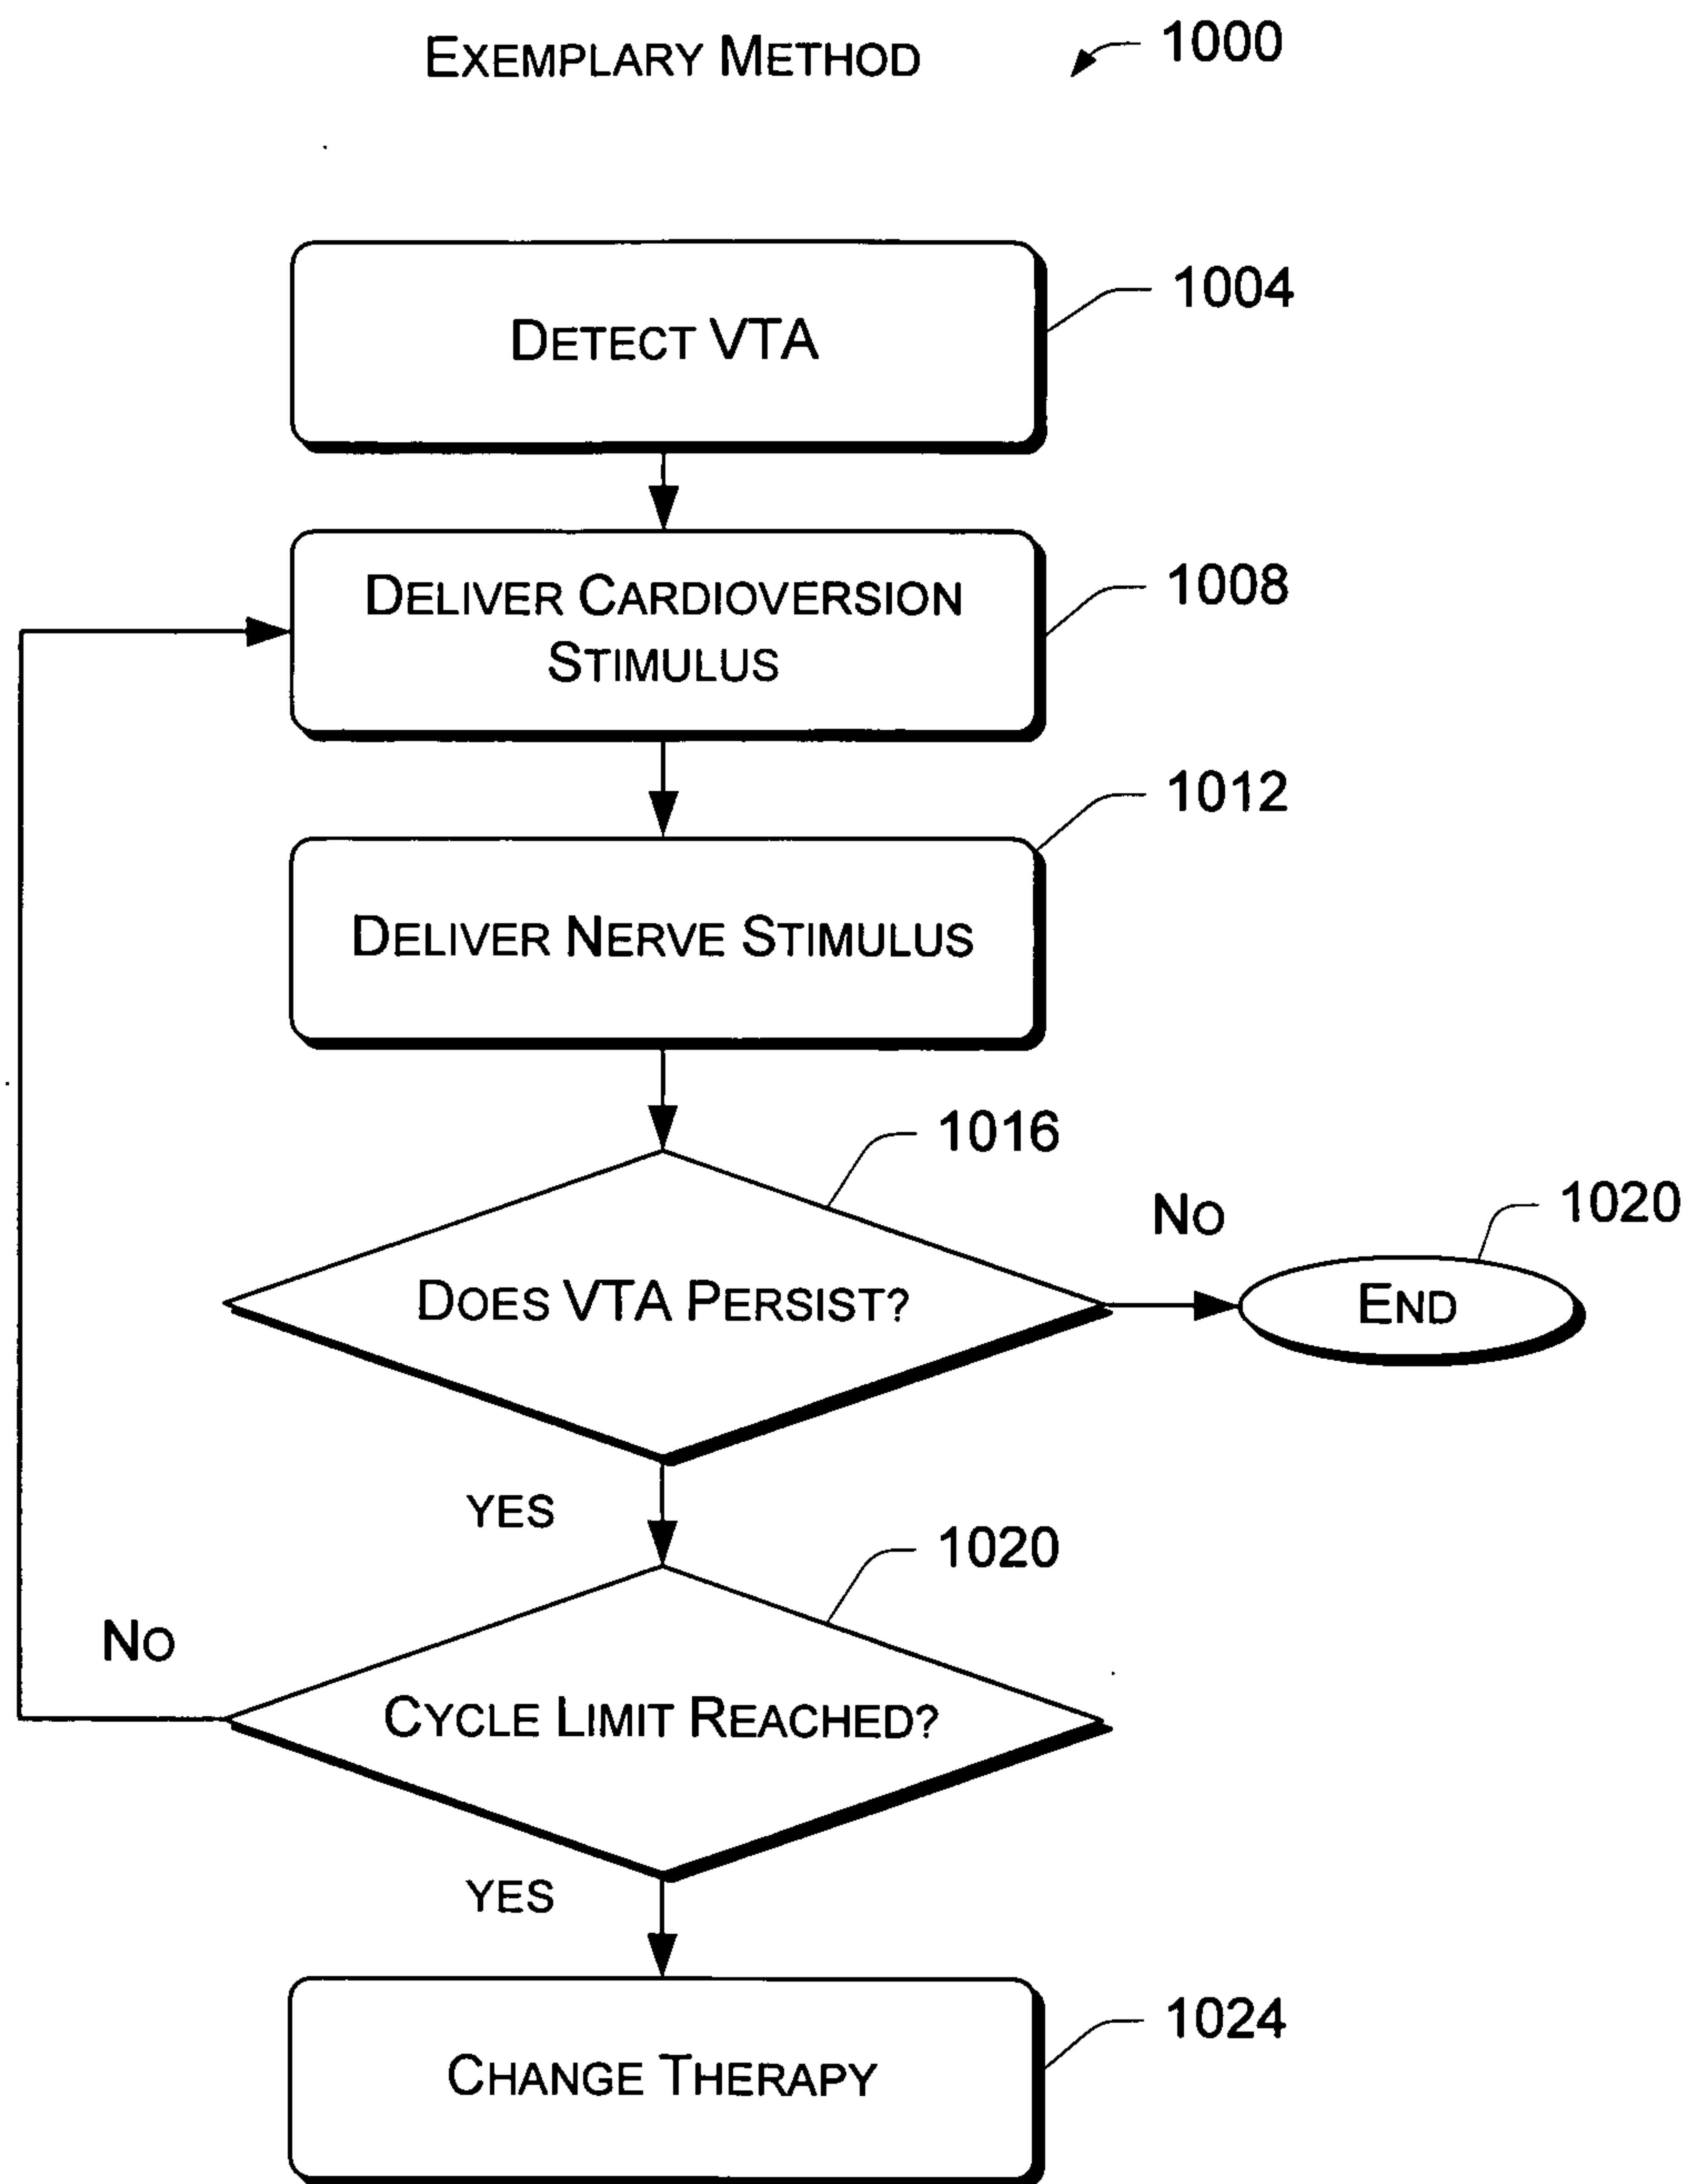 EXEMPLARY METHOD
1000
DETECT VTA
1004
DELIVER CARDIOVERSION
STIMULUS
1008
1012
DELIVER NERVE STIMULUS
1016
NO
1020
DOES VTA PERSIST?
END
YES
1020
NO
CYCLE LIMIT REACHED?
YES
1024
CHANGE THERAPY